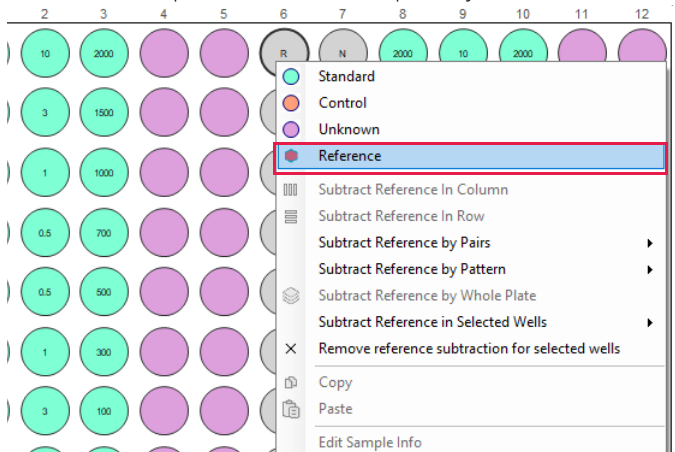 2 3 4 5 6 7 8 9 10 11 12
10 2000 R N 2000 10 2000
Standard
Control
3 1500
Unknown
Reference
1 1000
Subtract Reference In Column
Subtract Reference In Row
0.5 700
Subtract Reference by Pairs
Subtract Reference by Pattern
0.5 500
Subtract Reference by Whole Plate
Subtract Reference in Selected Wells
1 300
Remove reference subtraction for selected wells
Copy
3 100
Paste
Edit Sample Info